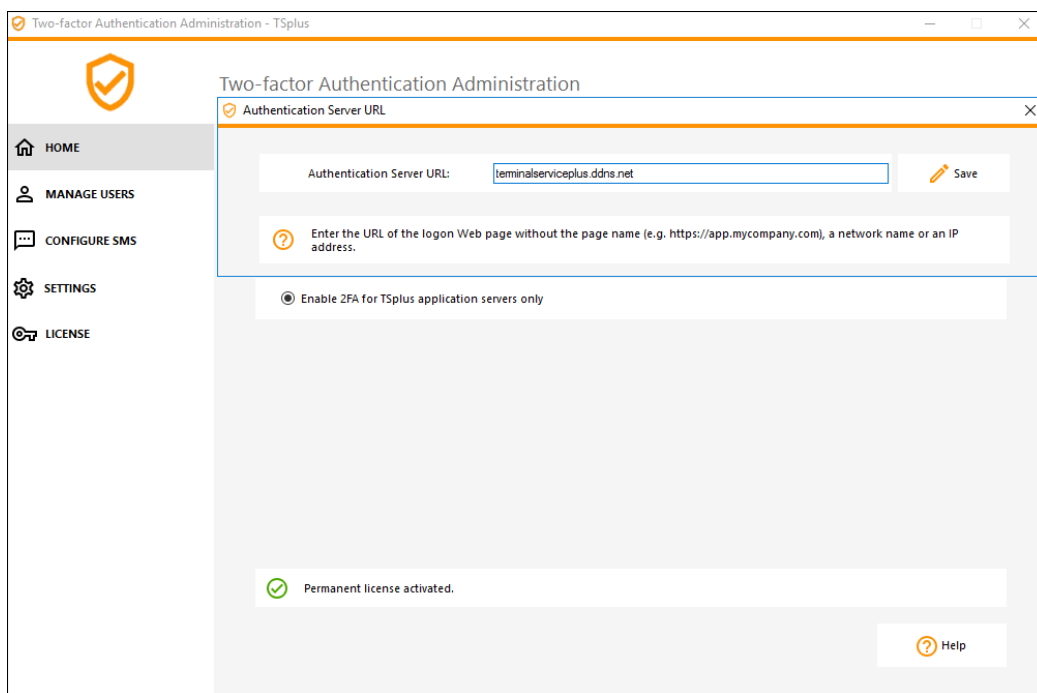 Two-factor Authentication Administration - TSplus
Two-factor Authentication Administration
Authentication Server URL
HOME
Authentication Server URL:
terminalserviceplus.ddns.net
Save
MANAGE USERS
CONFIGURE SMS
Enter the URL of the logon Web page without the page name (e.g. https://app.mycompany.com), a network name or an IP
address.
SETTINGS
Enable 2FA for TSplus application servers only
LICENSE
Permanent license activated.
Help